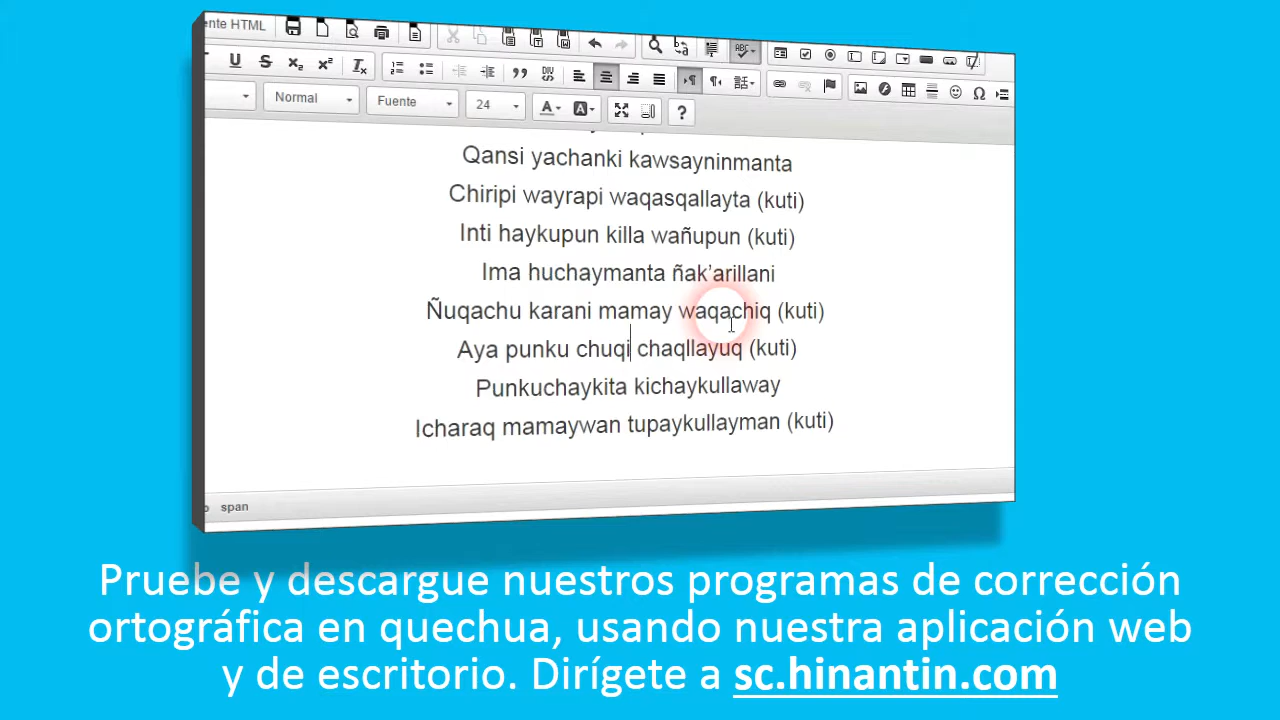 ente HTML
Normal Fuente 24 A A ?
Qansi yachanki kawsayninmanta
Chiripi wayrapi waqasqallayta (kuti)
Inti haykupun killa wañupun (kuti)
Ima huchaymanta ñak'arillani
Ñuqachu karani mamay waqachiq (kuti)
Aya punku chuqi chaqllayuq (kuti)
Punkuchaykita kichaykullaway
Icharaq mamaywan tupaykullayman (kuti)
span
Pruebe y descargue nuestros programas de corrección
ortográfica en quechua, usando nuestra aplicación web
y de escritorio. Dirígete a sc.hinantin.com